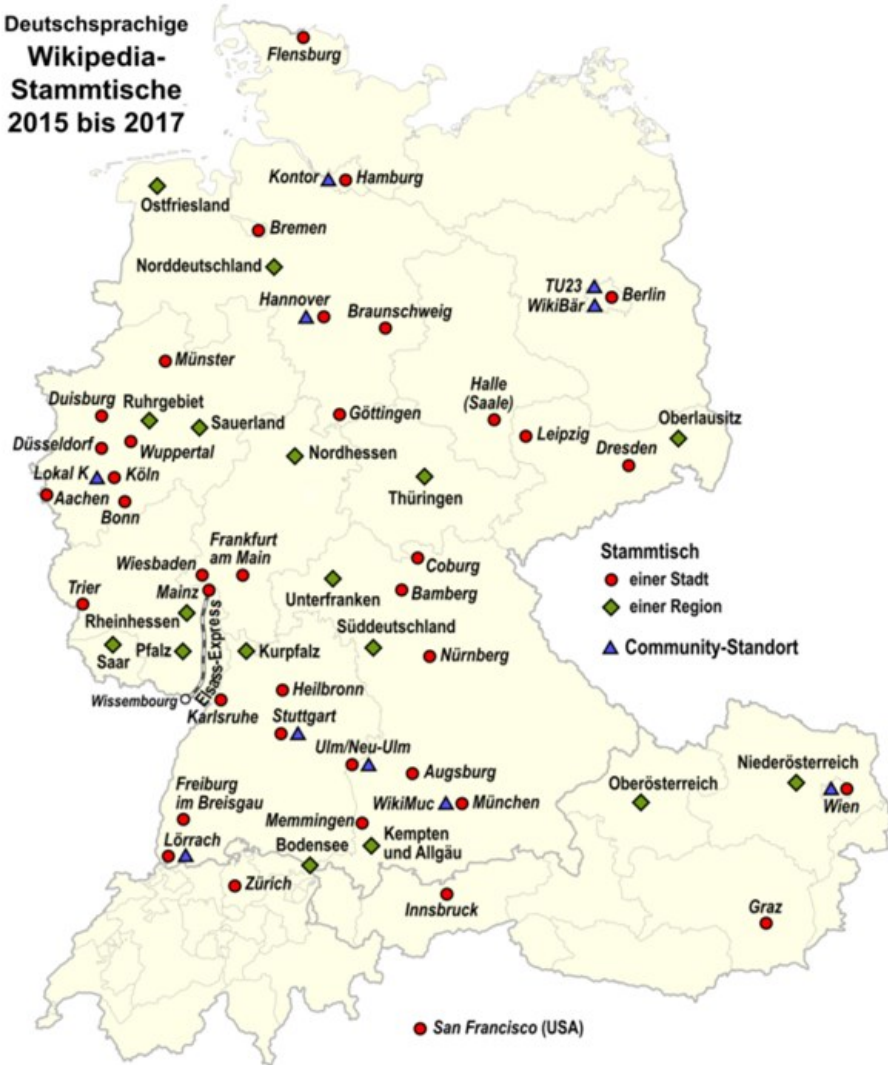 Deutschsprachige
Wikipedia-
Stammtische
2015 bis 2017
Flensburg
Kontor
Hamburg
Ostfriesland
Bremen
Norddeutschland
TU23
WikiBär
Berlin
Hannover
Braunschweig
Münster
Duisburg
Ruhrgebiet
Sauerland
Göttingen
Halle
(Saale)
Leipzig
Oberlausitz
Düsseldorf
Wuppertal
Nordhessen
Dresden
Lokal K
Köln
Thüringen
Aachen
Bonn
Frankfurt
am Main
Wiesbaden
Coburg
Stammtisch
einer Stadt
einer Region
Community-Standort
Trier
Mainz
Unterfranken
Bamberg
Rheinhessen
Elsass-Express
Süddeutschland
Saar
Pfalz
Kurpfalz
Nürnberg
Wissembourg
Karlsruhe
Heilbronn
Stuttgart
Ulm/Neu-Ulm
Augsburg
Oberösterreich
Niederösterreich
Wien
Freiburg
im Breisgau
WikiMuc
München
Memmingen
Lörrach
Bodensee
Kempten
und Allgäu
Zürich
Innsbruck
Graz
San Francisco (USA)